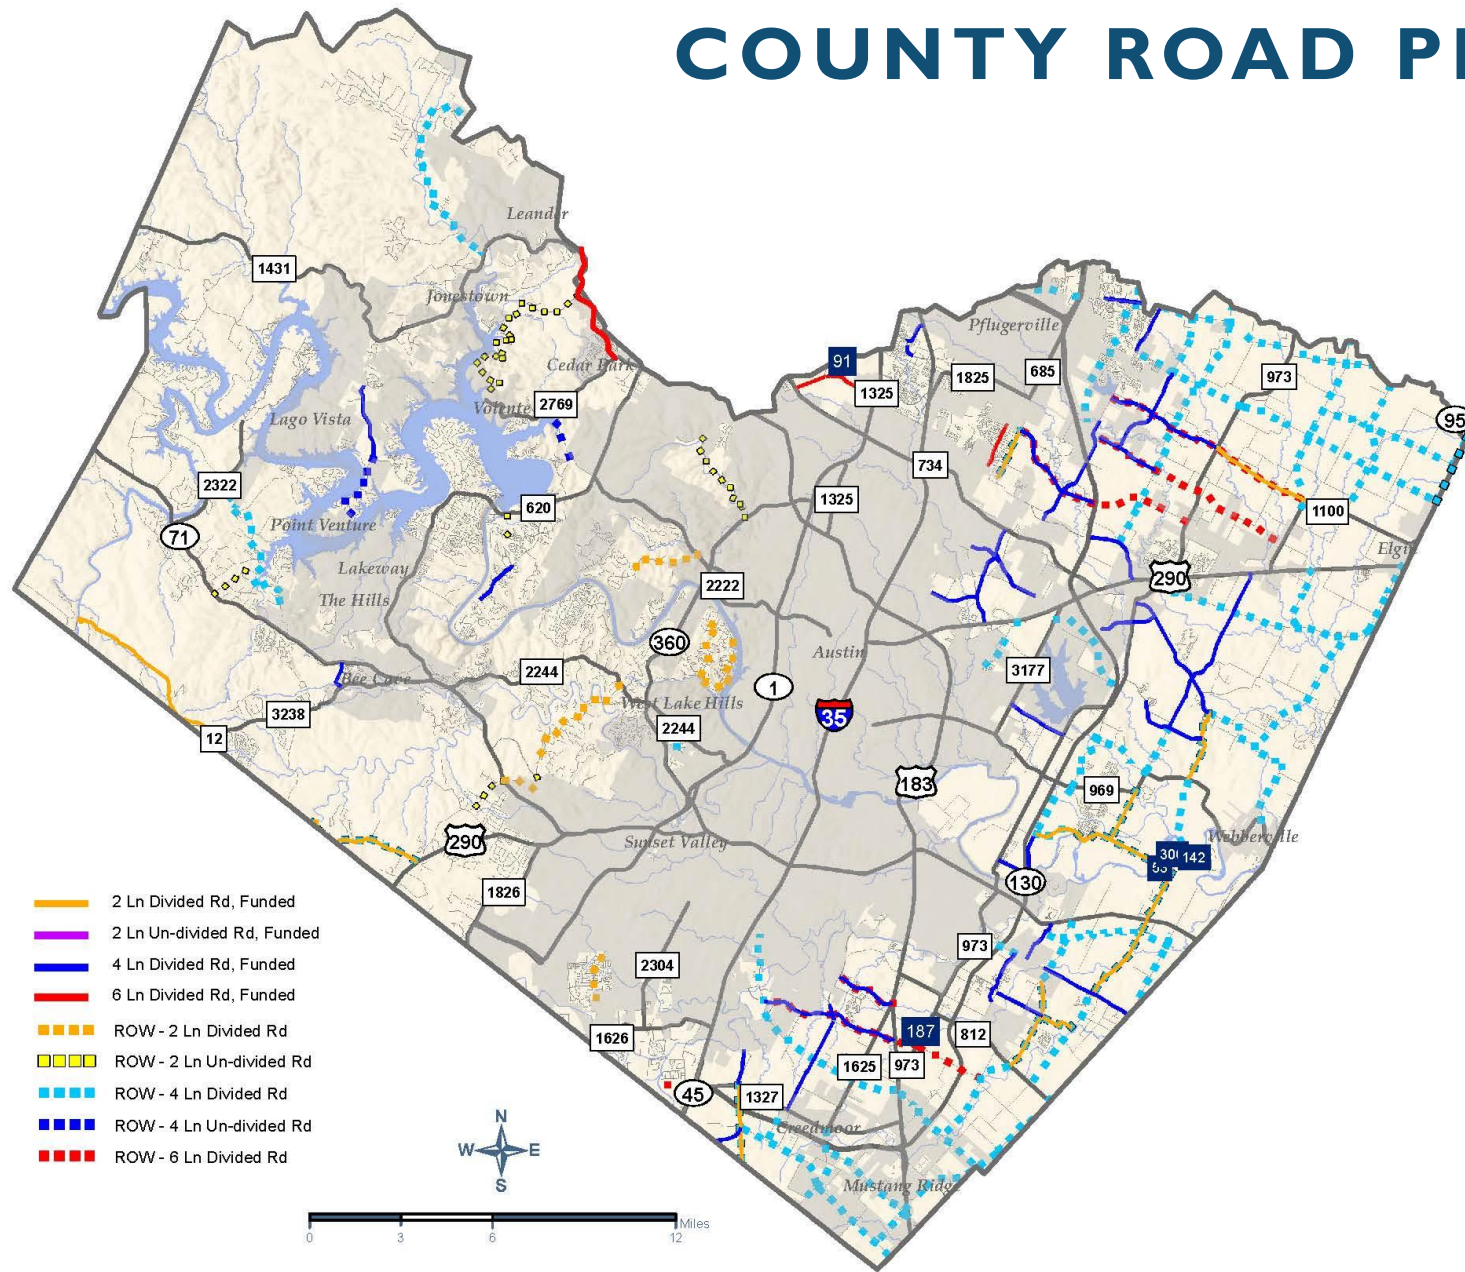 COUNTY ROAD
Leander
1431
Jonestown
Pflugerville
Cedar Park
91
1325
1825
685
973
Volente
2769
Lago Vista
95
734
2322
1325
620
1100
Point Venture
71
Elgin
Lakeway
290
2222
The Hills
360
Austin
2244
3177
Bee Cave
1
West Lake Hills
3238
35
12
2244
183
969
Sunset Valley
290
Webberville
142
53
130
1826
2 Ln Divided Rd, Funded
2 Ln Un-divided Rd, Funded
4 Ln Divided Rd, Funded
6 Ln Divided Rd, Funded
ROW - 2 Ln Divided Rd
ROW - 2 Ln Un-divided Rd
ROW - 4 Ln Divided Rd
ROW - 4 Ln Un-divided Rd
ROW - 6 Ln Divided Rd
973
2304
187
812
1626
1625
973
45
1327
Creedmoor
Mustang Ridge
N
W
E
S
Miles
0
3
6
12